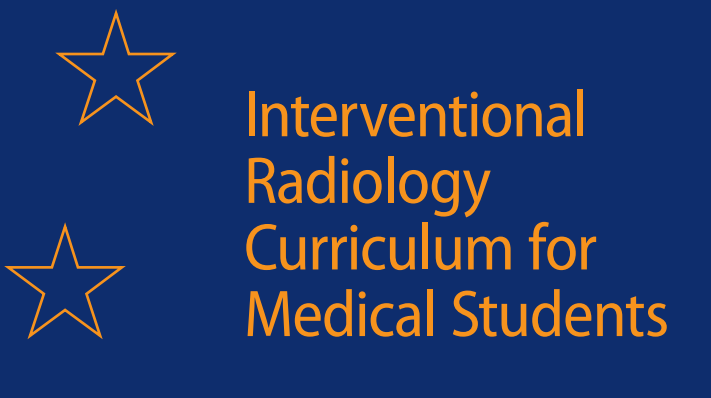 Interventional
Radiology
Curriculum for
Medical Students